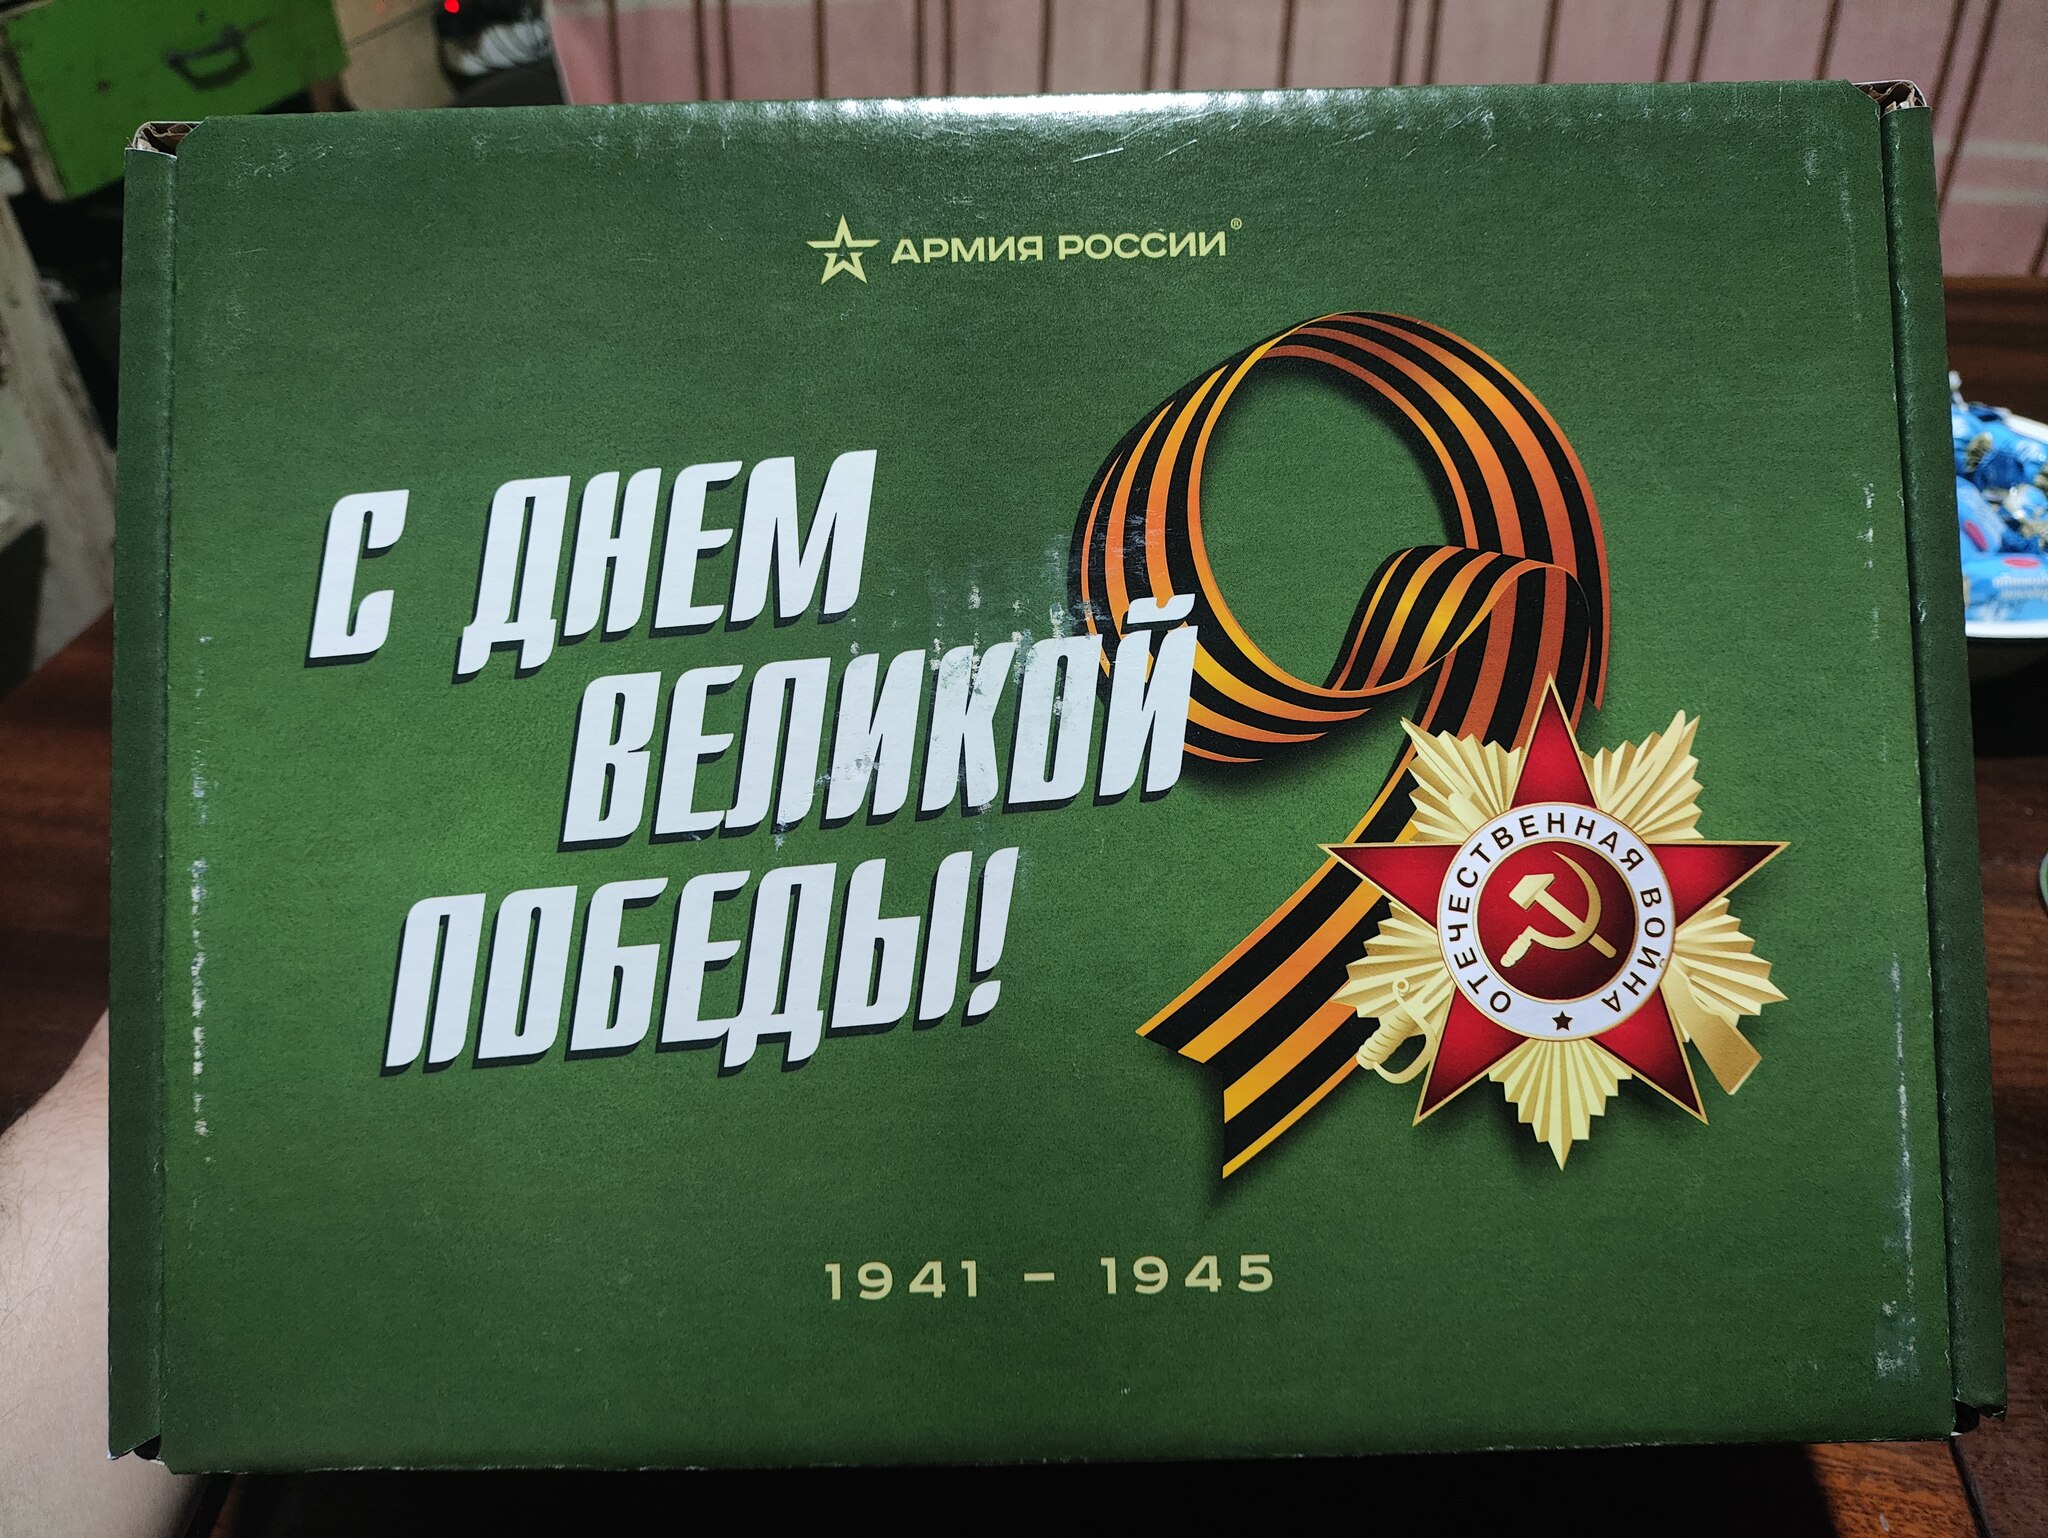 АРМИЯ РОССИИ®
С ДНЕМ
ВЕЛИКОЙ
ПОБЕДЫ!
ОТЕЧЕСТВЕННАЯ ВОЙНА
1941 – 1945